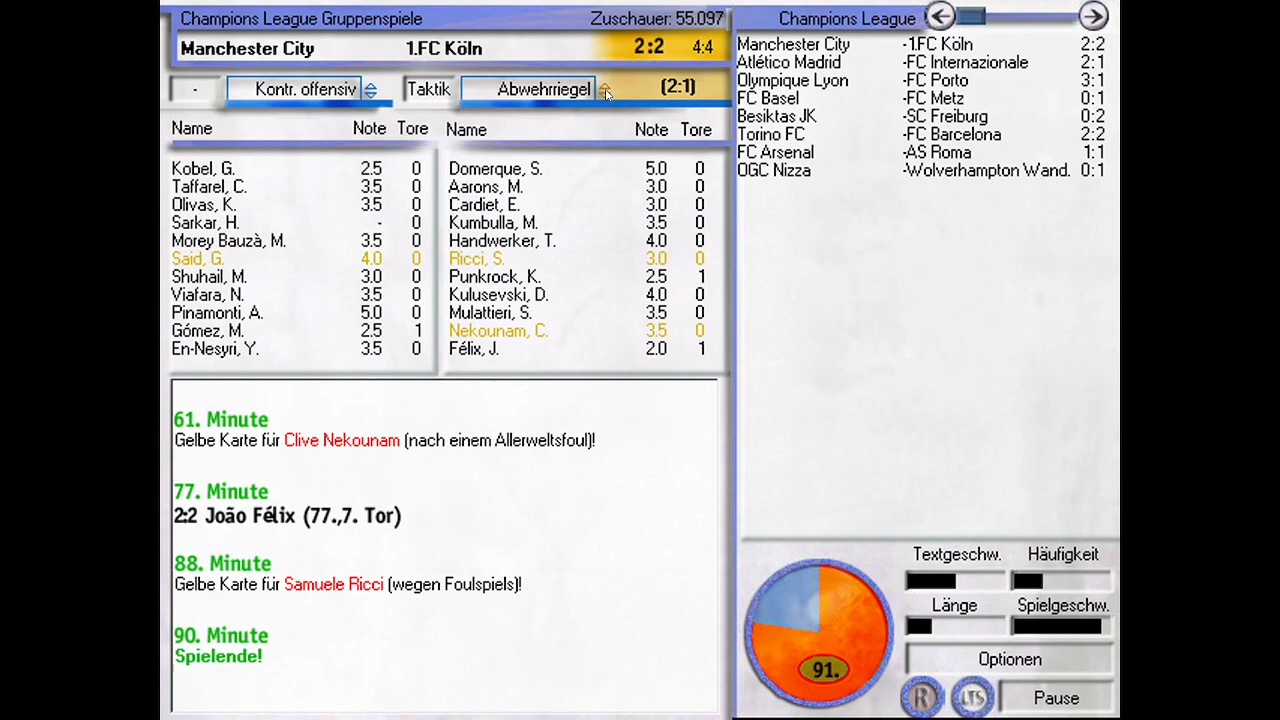 Champions League Gruppenspiele Zuschauer: 55.097
Manchester City 1.FC Köln 2:2 4:4
- Kontr. offensiv Taktik Abwehrriegel (2:1)
Name Note Tore Name Note Tore
Kobel, G. 2.5 0 Domerque, S. 5.0 0
Taffarel, C. 3.5 0 Aarons, M. 3.0 0
Olivas, K. 3.5 0 Cardiet, E. 3.0 0
Sarkar, H. - 0 Kumbulla, M. 3.5 0
Morey Bauzà, M. 3.5 0 Handwerker, T. 4.0 0
Said, G. 4.0 0 Ricci, S. 3.0 0
Shuhail, M. 3.0 0 Punkrock, K. 2.5 1
Viafara, N. 3.5 0 Kulusevski, D. 4.0 0
Pinamonti, A. 5.0 0 Mulattieri, S. 3.5 0
Gómez, M. 2.5 1 Nekounam, C. 3.5 0
En-Nesyri, Y. 3.5 0 Félix, J. 2.0 1
61. Minute
Gelbe Karte für Clive Nekounam (nach einem Allerweltsfoul)!
77. Minute
2:2 João Félix (77.,7. Tor)
88. Minute
Gelbe Karte für Samuele Ricci (wegen Foulspiels)!
90. Minute
Spielende!
Champions League
Manchester City -1.FC Köln 2:2
Atlético Madrid -FC Internazionale 2:1
Olympique Lyon -FC Porto 3:1
FC Basel -FC Metz 0:1
Besiktas JK -SC Freiburg 0:2
Torino FC -FC Barcelona 2:2
FC Arsenal -AS Roma 1:1
OGC Nizza -Wolverhampton Wand. 0:1
Textgeschw. Häufigkeit
Länge Spielgeschw.
91.
Optionen
R LTS Pause